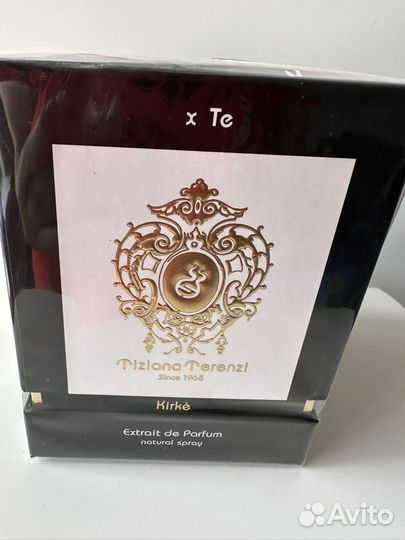 x Te
Tiziana Terenzi
Since 1968
Kirkè
Extrait de Parfum
natural spray
Avito